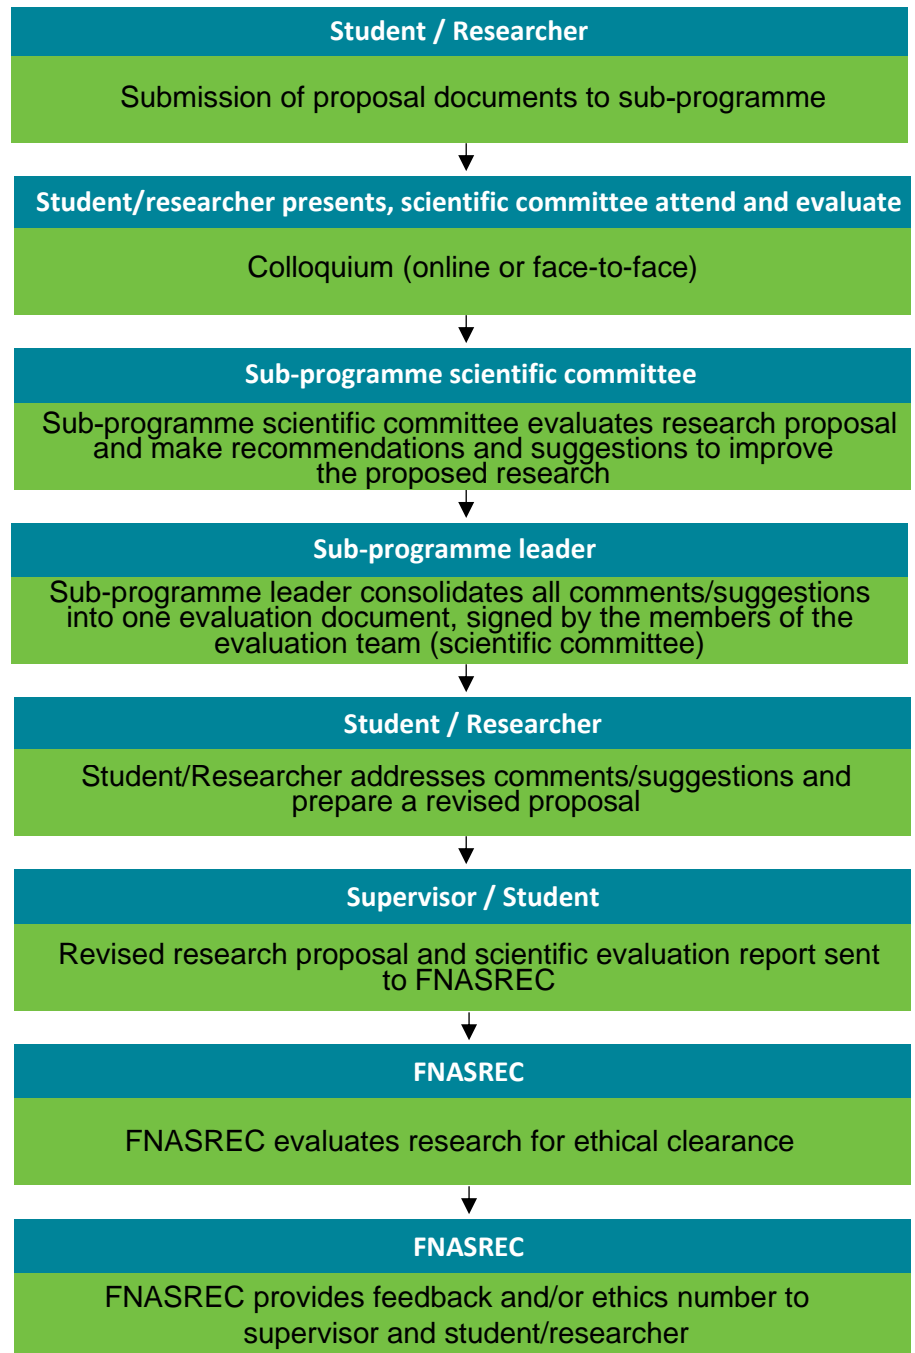 Student / Researcher
Submission of proposal documents to sub-programme
Student/researcher presents, scientific committee attend and evaluate
Colloquium (online or face-to-face)
Sub-programme scientific committee
Sub-programme scientific committee evaluates research proposal
and make recommendations and suggestions to improve
the proposed research
Sub-programme leader
Sub-programme leader consolidates all comments/suggestions
into one evaluation document, signed by the members of the
evaluation team (scientific committee)
Student / Researcher
Student/Researcher addresses comments/suggestions and
prepare a revised proposal
Supervisor / Student
Revised research proposal and scientific evaluation report sent
to FNASREC
FNASREC
FNASREC evaluates research for ethical clearance
FNASREC
FNASREC provides feedback and/or ethics number to
supervisor and student/researcher